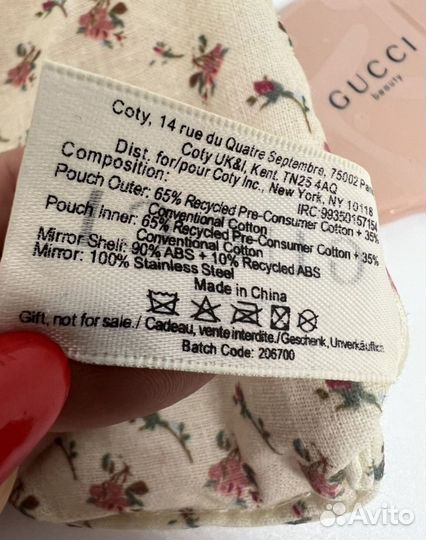 GUCCI
beauty
Coty, 14 rue du Quatre Septembre, 75002
Coty UK&I, Kent. TN25 4AQ
Dist. for/pour Coty Inc., New York, NY 10118
IRC:99350157154
Composition:
Pouch Outer: 65% Recycled Pre-Consumer Cotton + 35%
Conventional Cotton
Pouch Inner: 65% Recycled Pre-Consumer Cotton + 35%
Conventional Cotton
Mirror Shell: 90% ABS + 10% Recycled ABS
Mirror: 100% Stainless Steel
Made in China
Gift, not for sale./ Cadeau, vente interdite./Geschenk, Unverkäuflich.
Batch Code: 206700
Avito